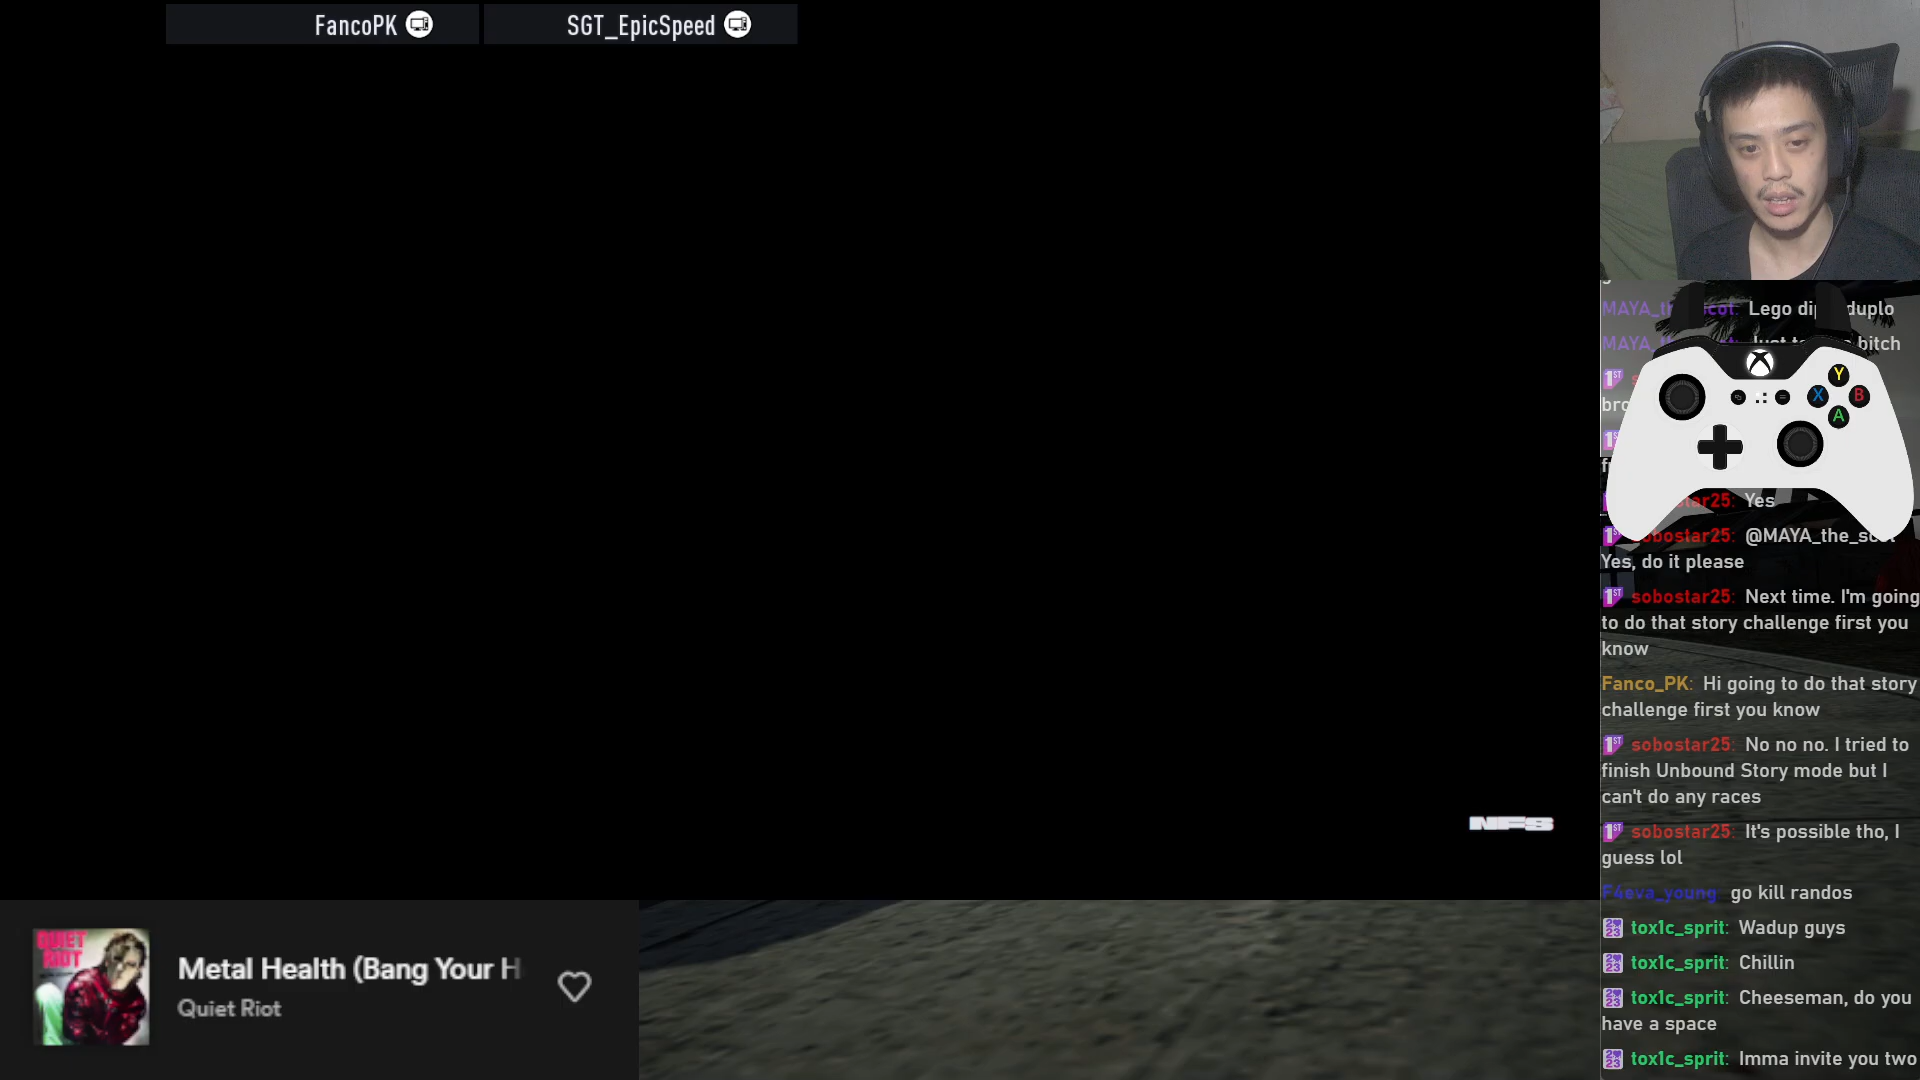 FancoPK
SGT_EpicSpeed
Lego duplo
bitch
Yes
sobostar25: @MAYA_the_
Yes, do it please
sobostar25: Next time. I'm going
to do that story challenge first you
know
Fanco_PK: Hi going to do that story
challenge first you know
sobostar25: No no no. I tried to
finish Unbound Story mode but I
can't do any races
sobostar25: It's possible tho, I
guess lol
F4eva_young: go kill randos
tox1c_sprit: Wadup guys
tox1c_sprit: Chillin
tox1c_sprit: Cheeseman, do you
have a space
tox1c_sprit: Imma invite you two
Y
X
B
A
NFS
QUIET
RIOT
Metal Health (Bang Your H
Quiet Riot